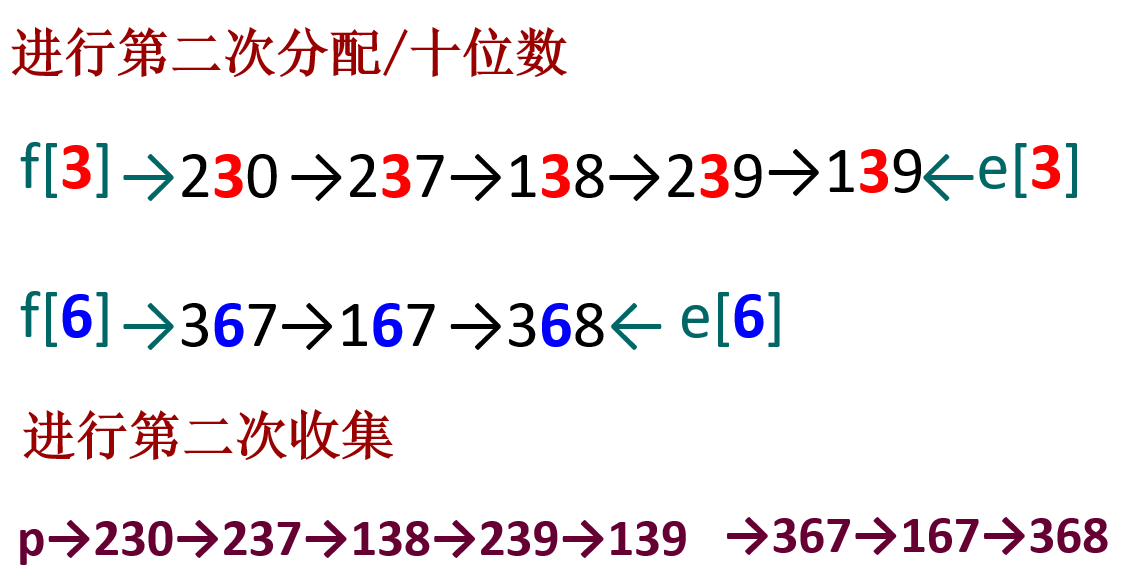 进行第二次分配/十位数
f[3] →230 →237→138→239→139←e[3]
f[6] →367→167 →368← e[6]
进行第二次收集
p→230→237→138→239→139 →367→167→368